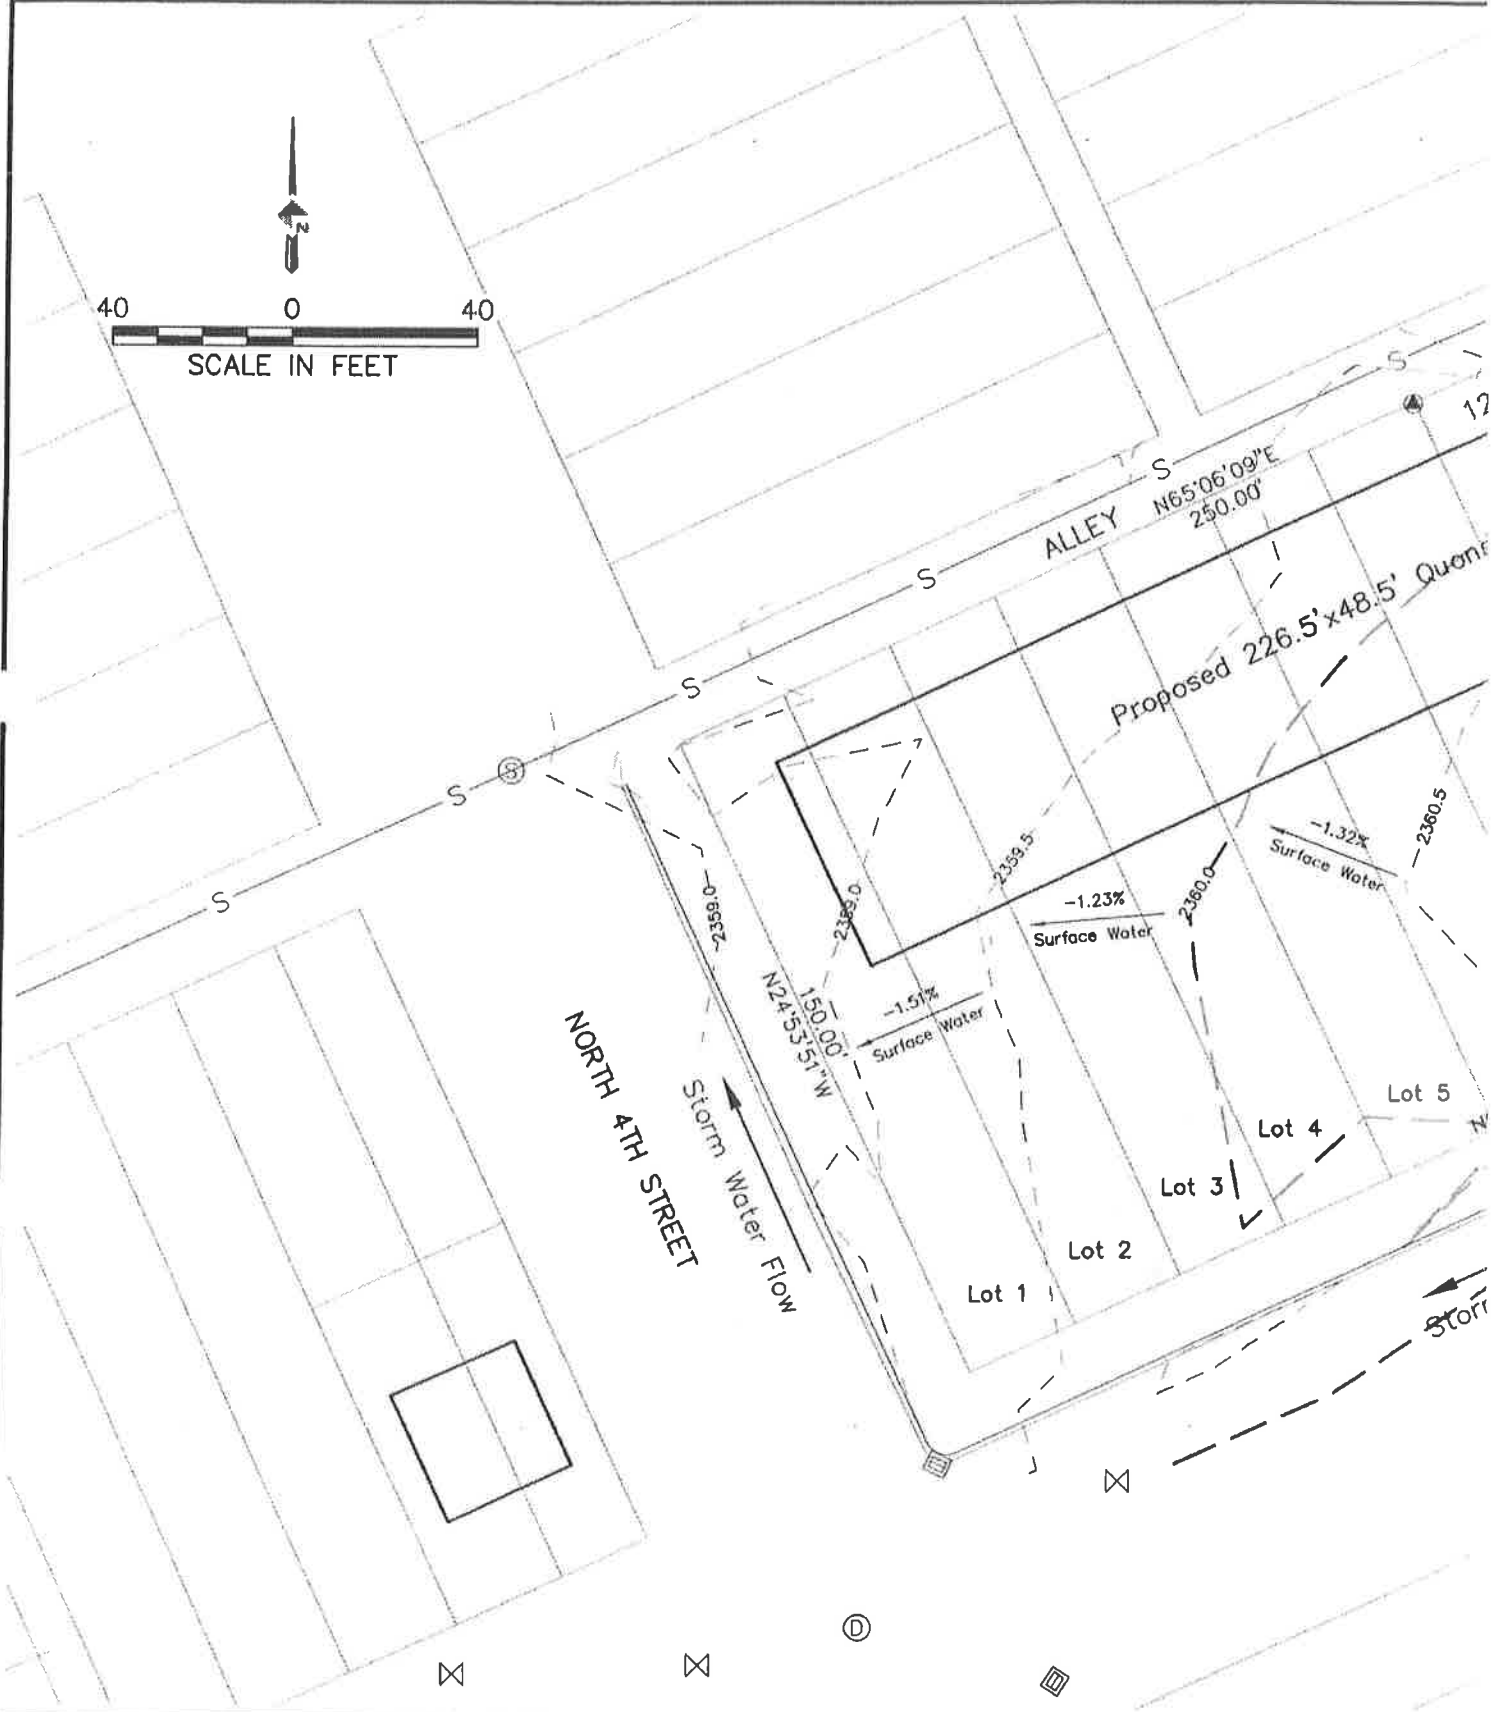 N
40 0 40
SCALE IN FEET
S
12
S
N65°06'09"E
250.00'
ALLEY
S
Proposed 226.5'x48.5'
S
S
S
S
2359.0
2359.0
2359.5
2360.0
2360.5
-1.32%
Surface Water
-1.23%
Surface Water
-1.51%
Surface Water
150.00'
N24°53'51"W
NORTH 4TH STREET
Storm Water Flow
Lot 5
Lot 4
Lot 3
Lot 2
Lot 1
D